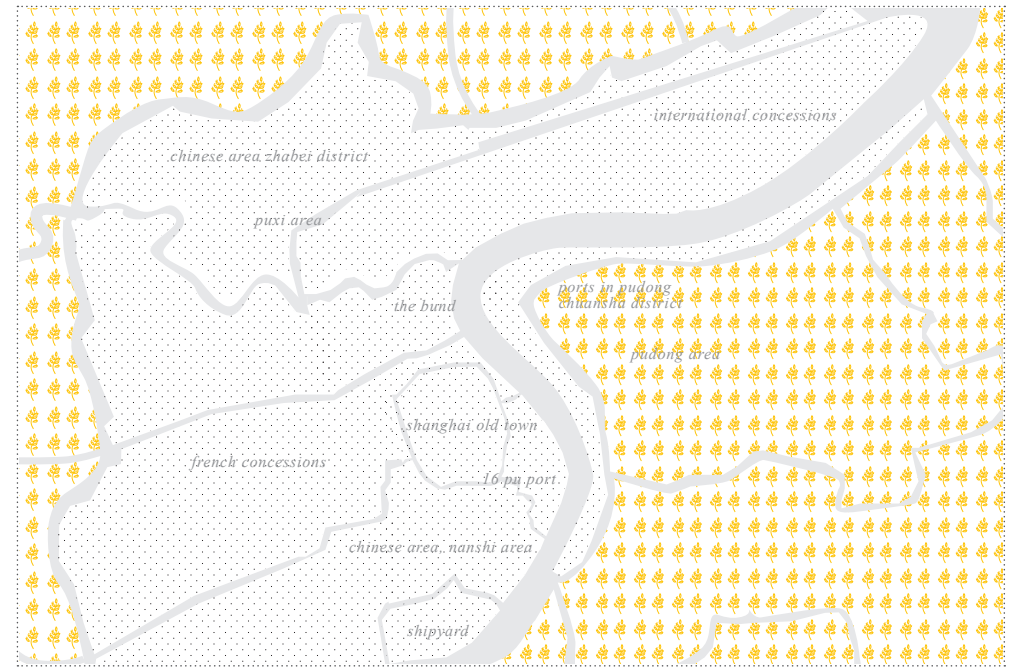 international concessions
chinese area zhabei district
puxi area
ports in pudong
chuansha district
the bund
pudong area
shanghai old town
french concessions
16 pu port
chinese area, nanshi area
shipyard